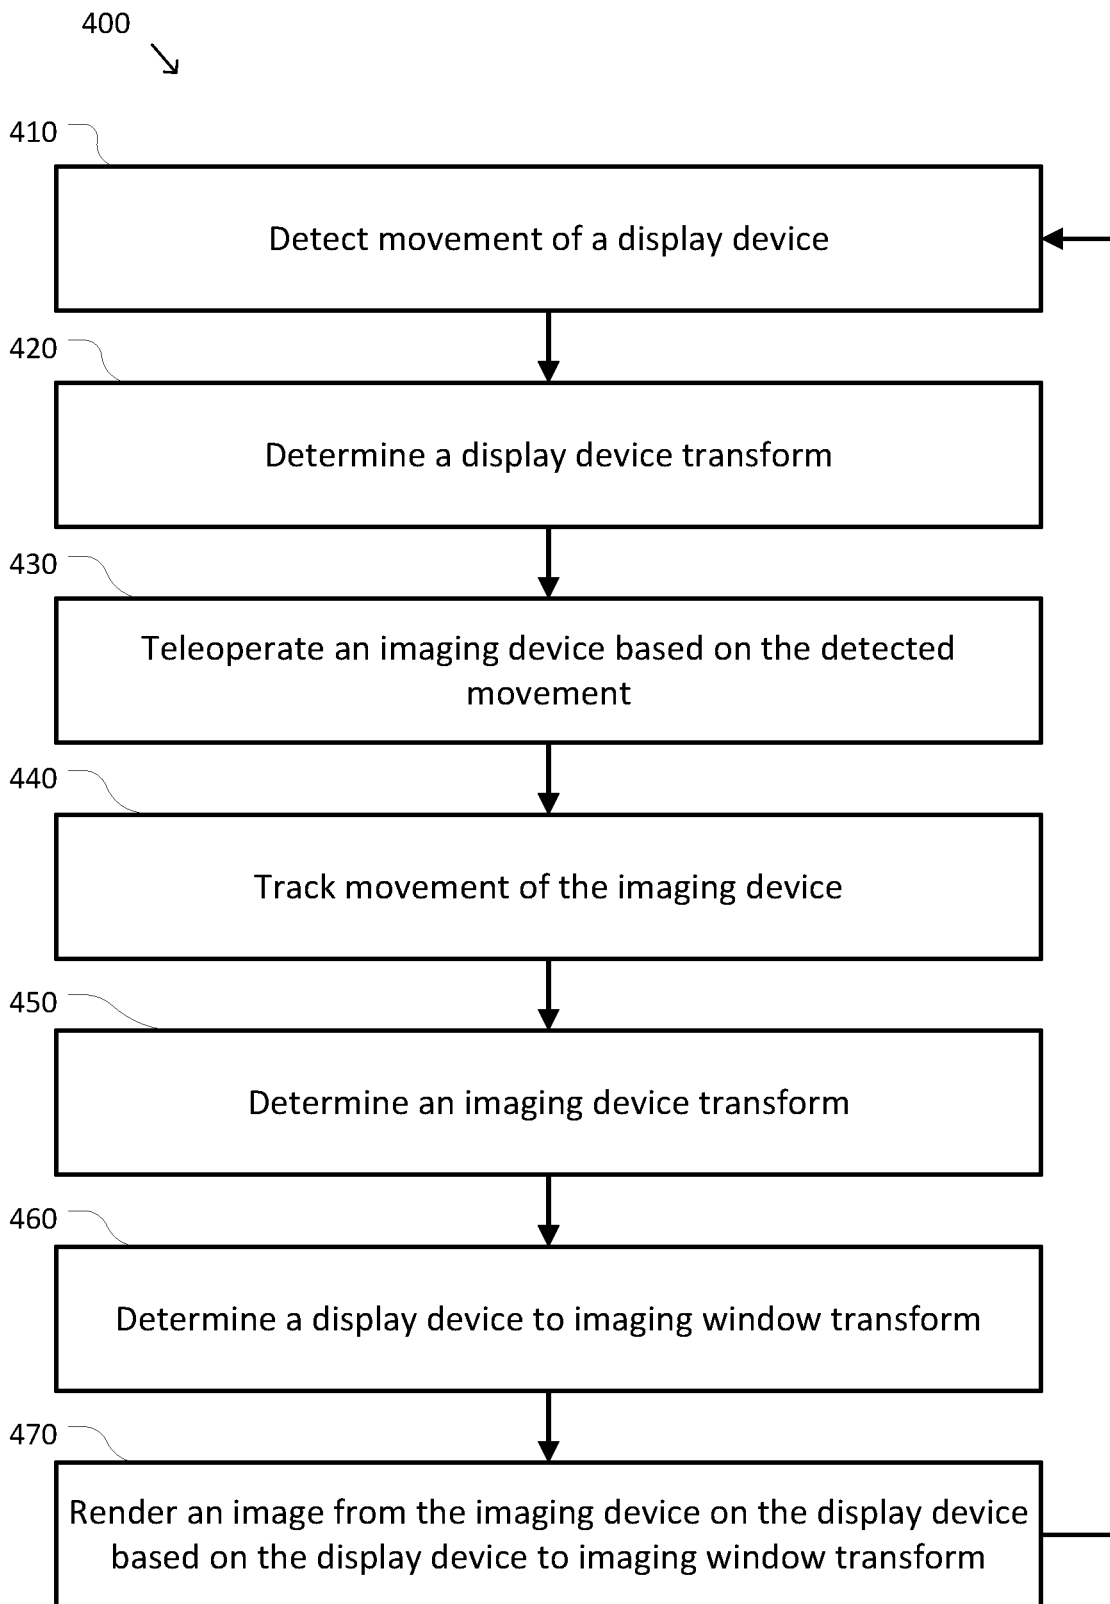 400
410
Detect movement of a display device
420
Determine a display device transform
430
Teleoperate an imaging device based on the detected
movement
440
Track movement of the imaging device
450
Determine an imaging device transform
460
Determine a display device to imaging window transform
470
Render an image from the imaging device on the display device
based on the display device to imaging window transform